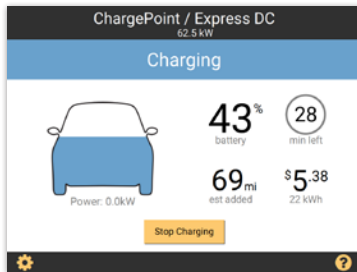 ChargePoint / Express DC
62.5 kW
Charging
43%
battery
28
min left
69mi
est added
$5.38
22 kWh
Power: 0.0kW
Stop Charging
?